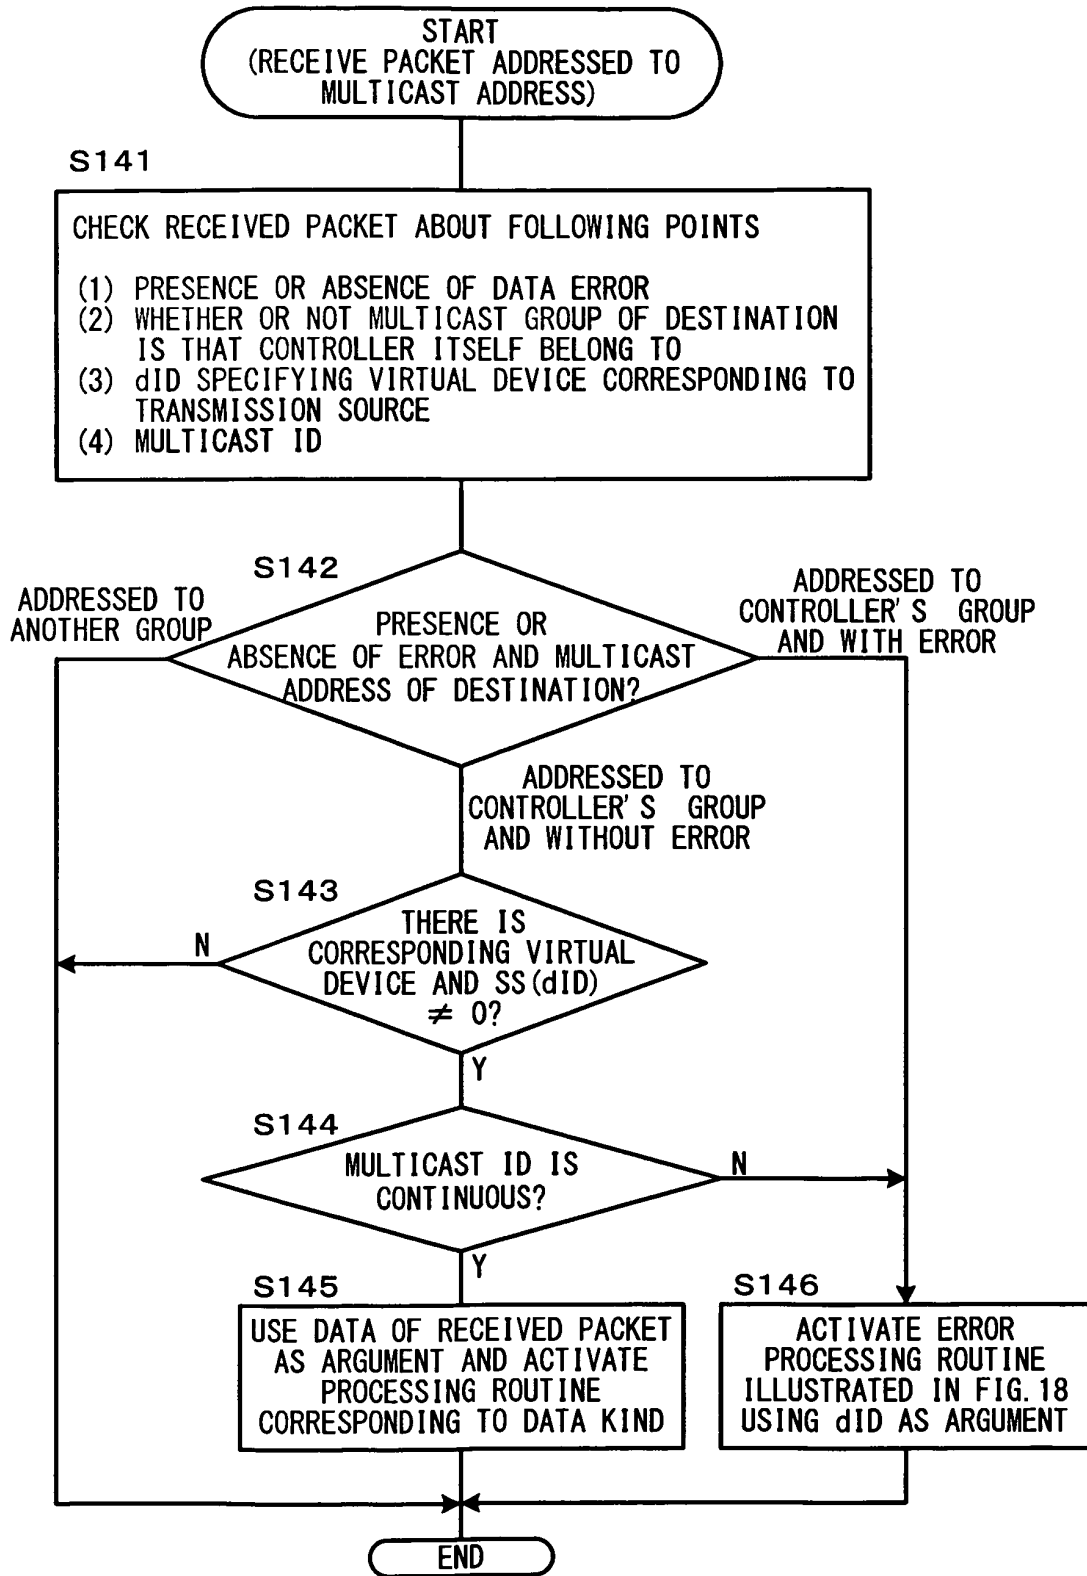 START
(RECEIVE PACKET ADDRESSED TO
MULTICAST ADDRESS)
S141
CHECK RECEIVED PACKET ABOUT FOLLOWING POINTS
(1) PRESENCE OR ABSENCE OF DATA ERROR
(2) WHETHER OR NOT MULTICAST GROUP OF DESTINATION
IS THAT CONTROLLER ITSELF BELONG TO
(3) dID SPECIFYING VIRTUAL DEVICE CORRESPONDING TO
TRANSMISSION SOURCE
(4) MULTICAST ID
S142
ADDRESSED TO
ANOTHER GROUP
PRESENCE OR
ABSENCE OF ERROR AND MULTICAST
ADDRESS OF DESTINATION?
ADDRESSED TO
CONTROLLER'S GROUP
AND WITH ERROR
ADDRESSED TO
CONTROLLER'S GROUP
AND WITHOUT ERROR
S143
N
THERE IS
CORRESPONDING VIRTUAL
DEVICE AND SS(dID)
≠ 0?
Y
S144
MULTICAST ID IS
CONTINUOUS?
N
Y
S145
USE DATA OF RECEIVED PACKET
AS ARGUMENT AND ACTIVATE
PROCESSING ROUTINE
CORRESPONDING TO DATA KIND
S146
ACTIVATE ERROR
PROCESSING ROUTINE
ILLUSTRATED IN FIG. 18
USING dID AS ARGUMENT
END